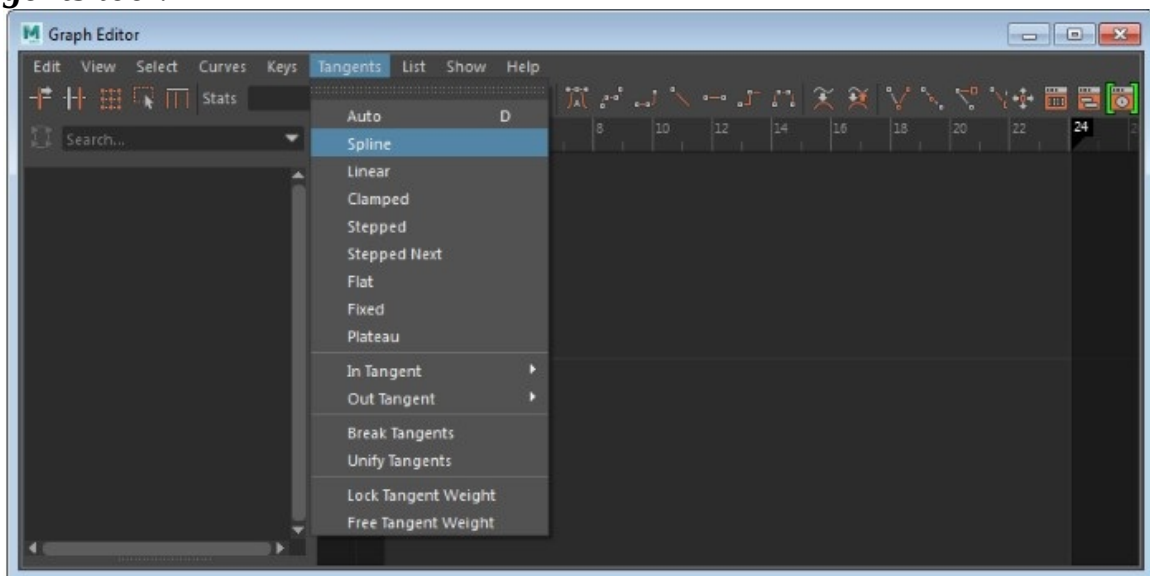 gents tool.
Graph Editor
Edit View Select Curves Keys Tangents List Show Help
Stats
Search...
8 10 12 14 16 18 20 22 24
Auto D
Spline
Linear
Clamped
Stepped
Stepped Next
Flat
Fixed
Plateau
In Tangent
Out Tangent
Break Tangents
Unify Tangents
Lock Tangent Weight
Free Tangent Weight